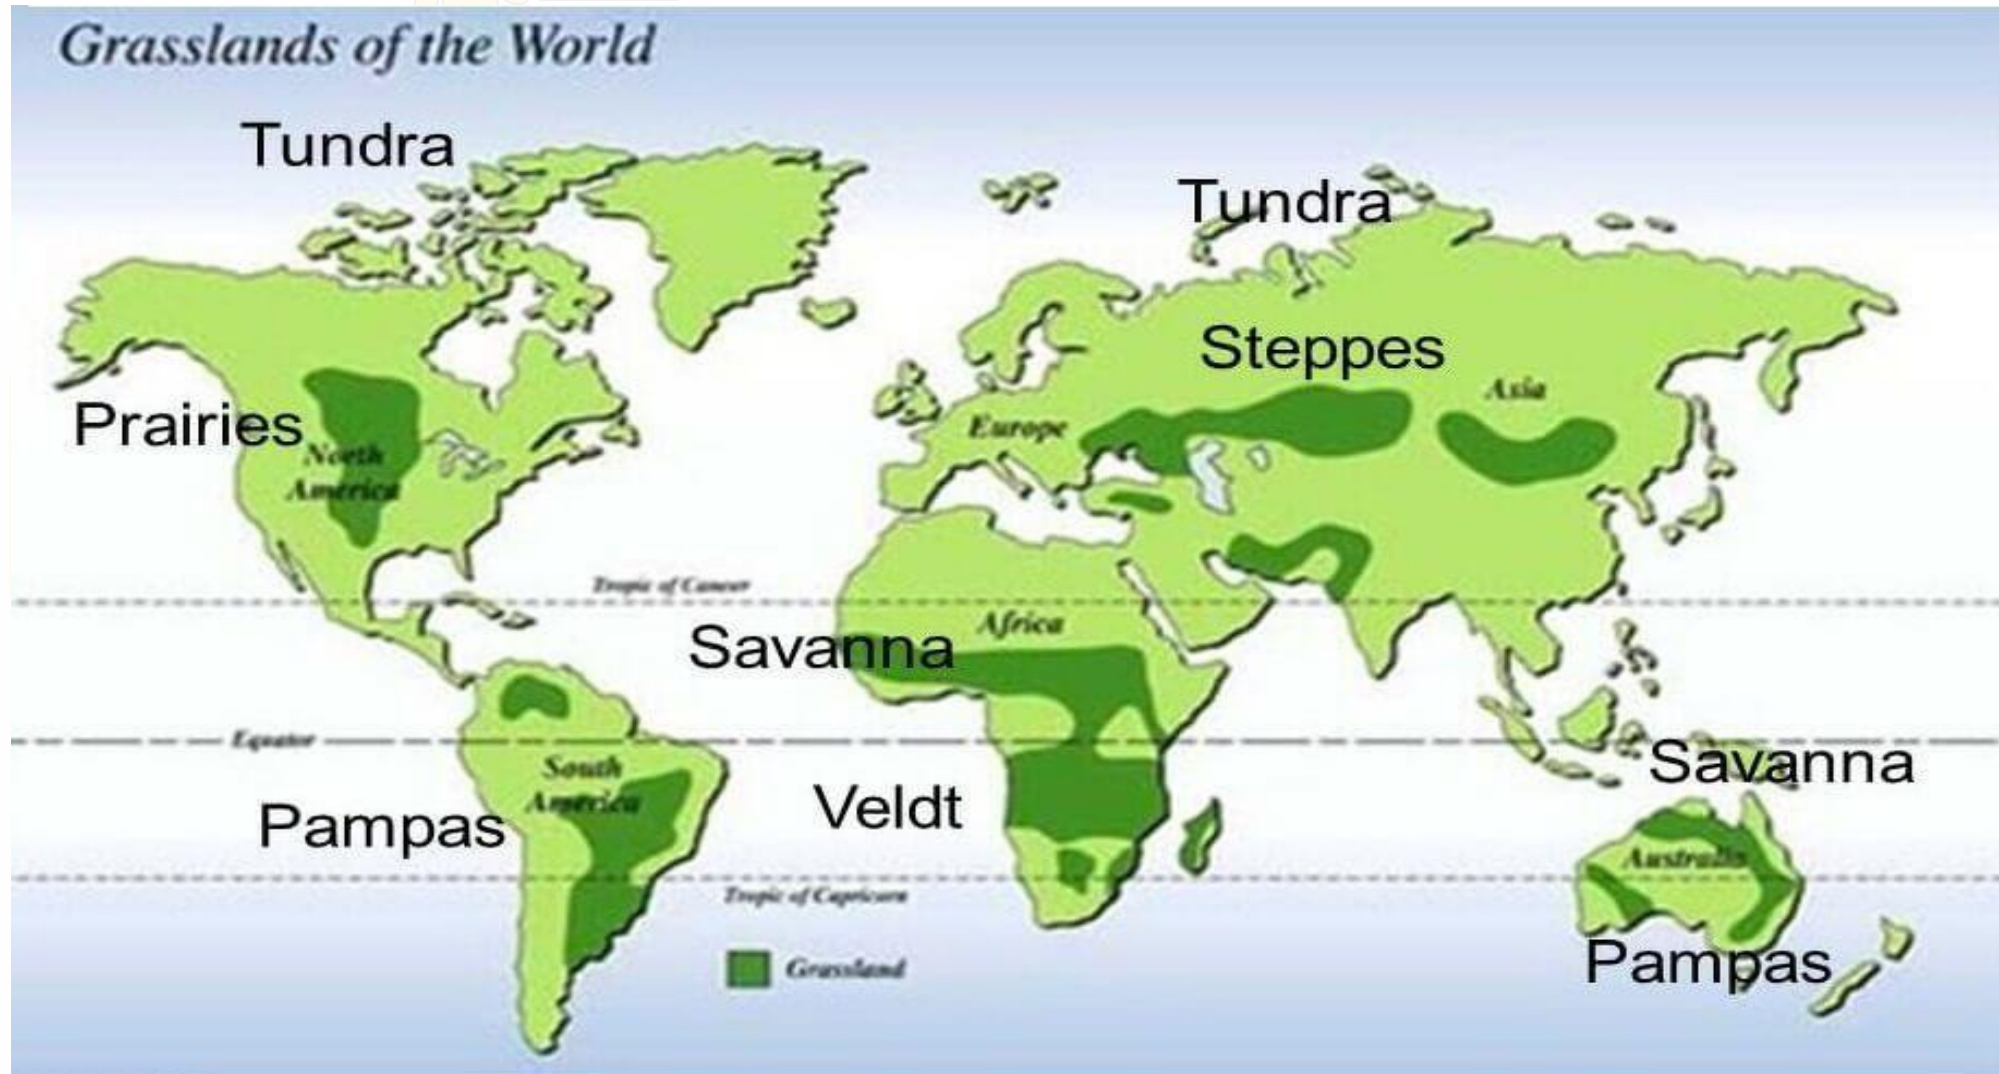 Grasslands of the World
Tundra
Tundra
Steppes
Asia
Prairies
Europe
North
America
Tropic of Cancer
Africa
Savanna
Equator
South
America
Savanna
Pampas
Veldt
Australia
Tropic of Capricorn
Grassland
Pampas